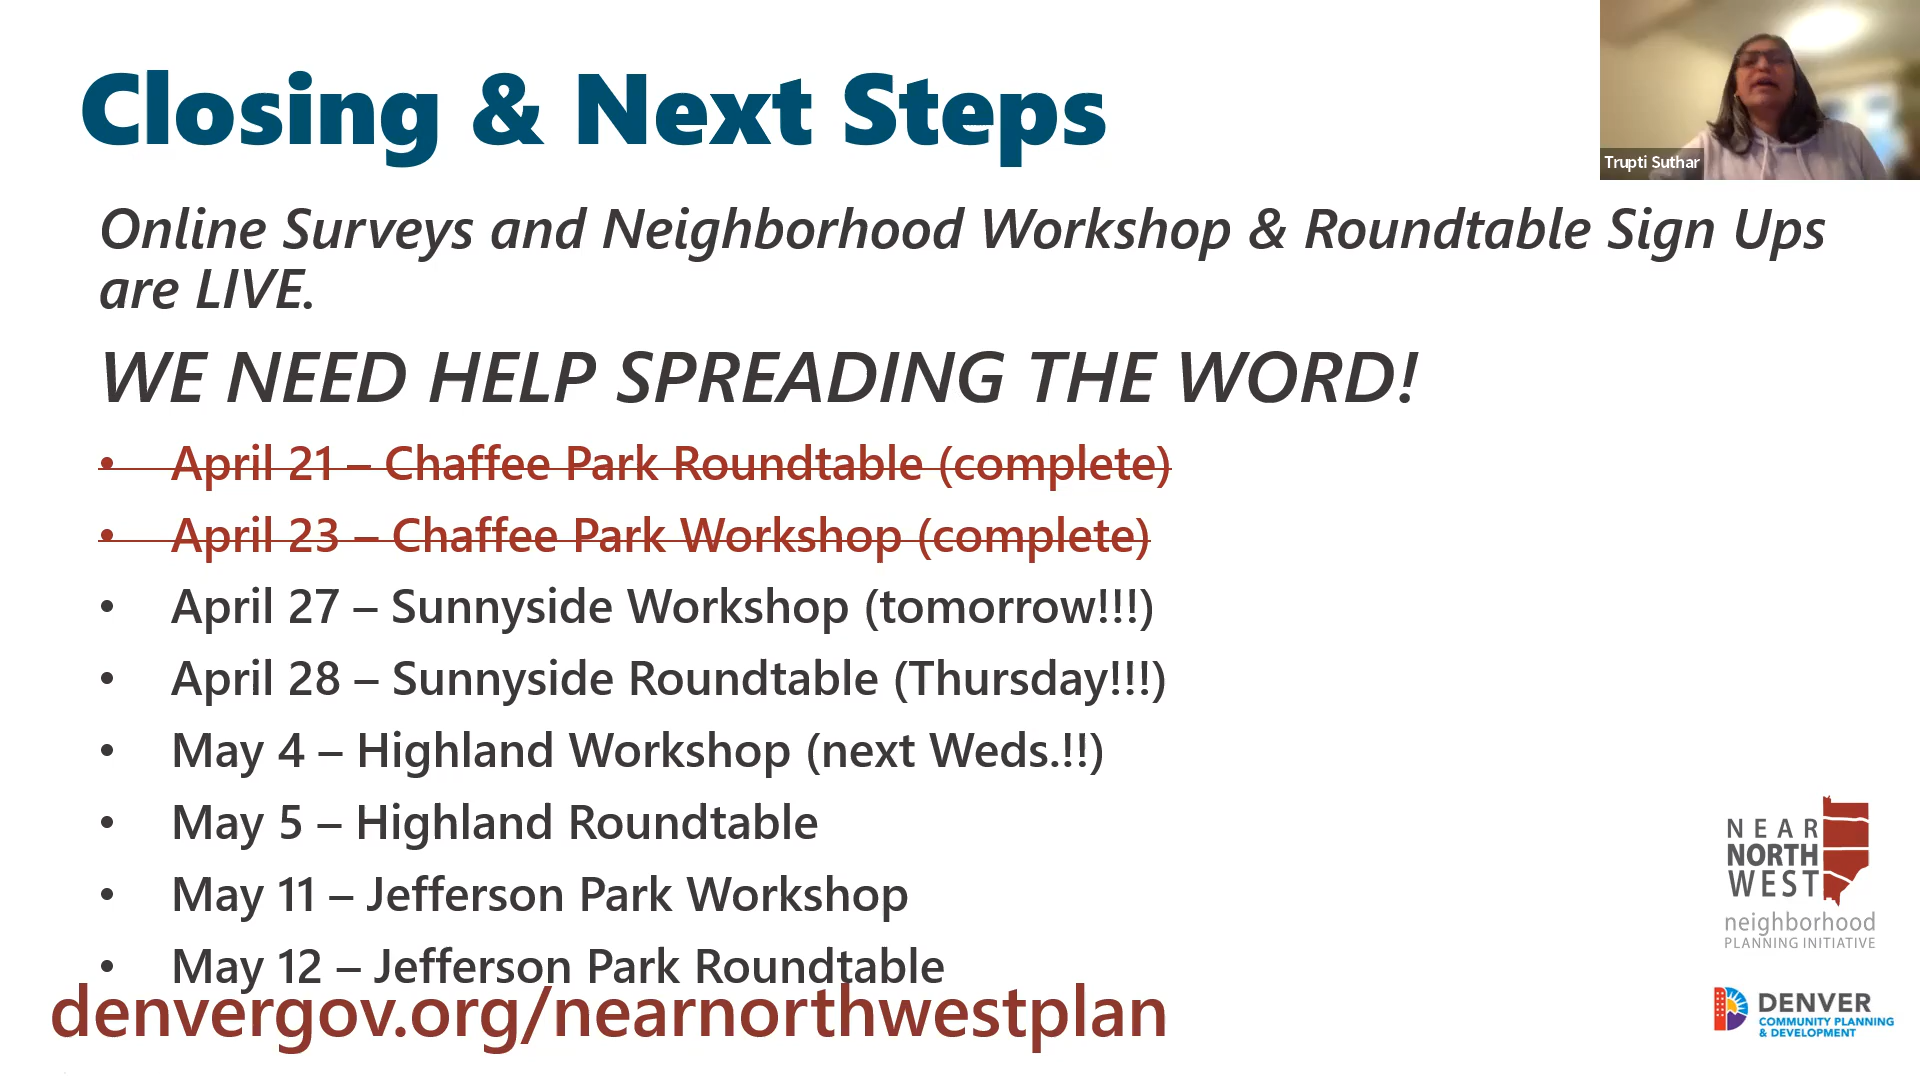 Closing & Next Steps
Trupti Suthar
Online Surveys and Neighborhood Workshop & Roundtable Sign Ups
are LIVE.
WE NEED HELP SPREADING THE WORD!
• April 21 – Chaffee Park Roundtable (complete)
• April 23 – Chaffee Park Workshop (complete)
• April 27 – Sunnyside Workshop (tomorrow!!!)
• April 28 – Sunnyside Roundtable (Thursday!!!)
• May 4 – Highland Workshop (next Weds.!!)
• May 5 – Highland Roundtable
• May 11 – Jefferson Park Workshop
• May 12 – Jefferson Park Roundtable
denvergov.org/nearnorthwestplan
NEAR
NORTH
WEST
neighborhood
PLANNING INITIATIVE
DENVER
COMMUNITY PLANNING
& DEVELOPMENT